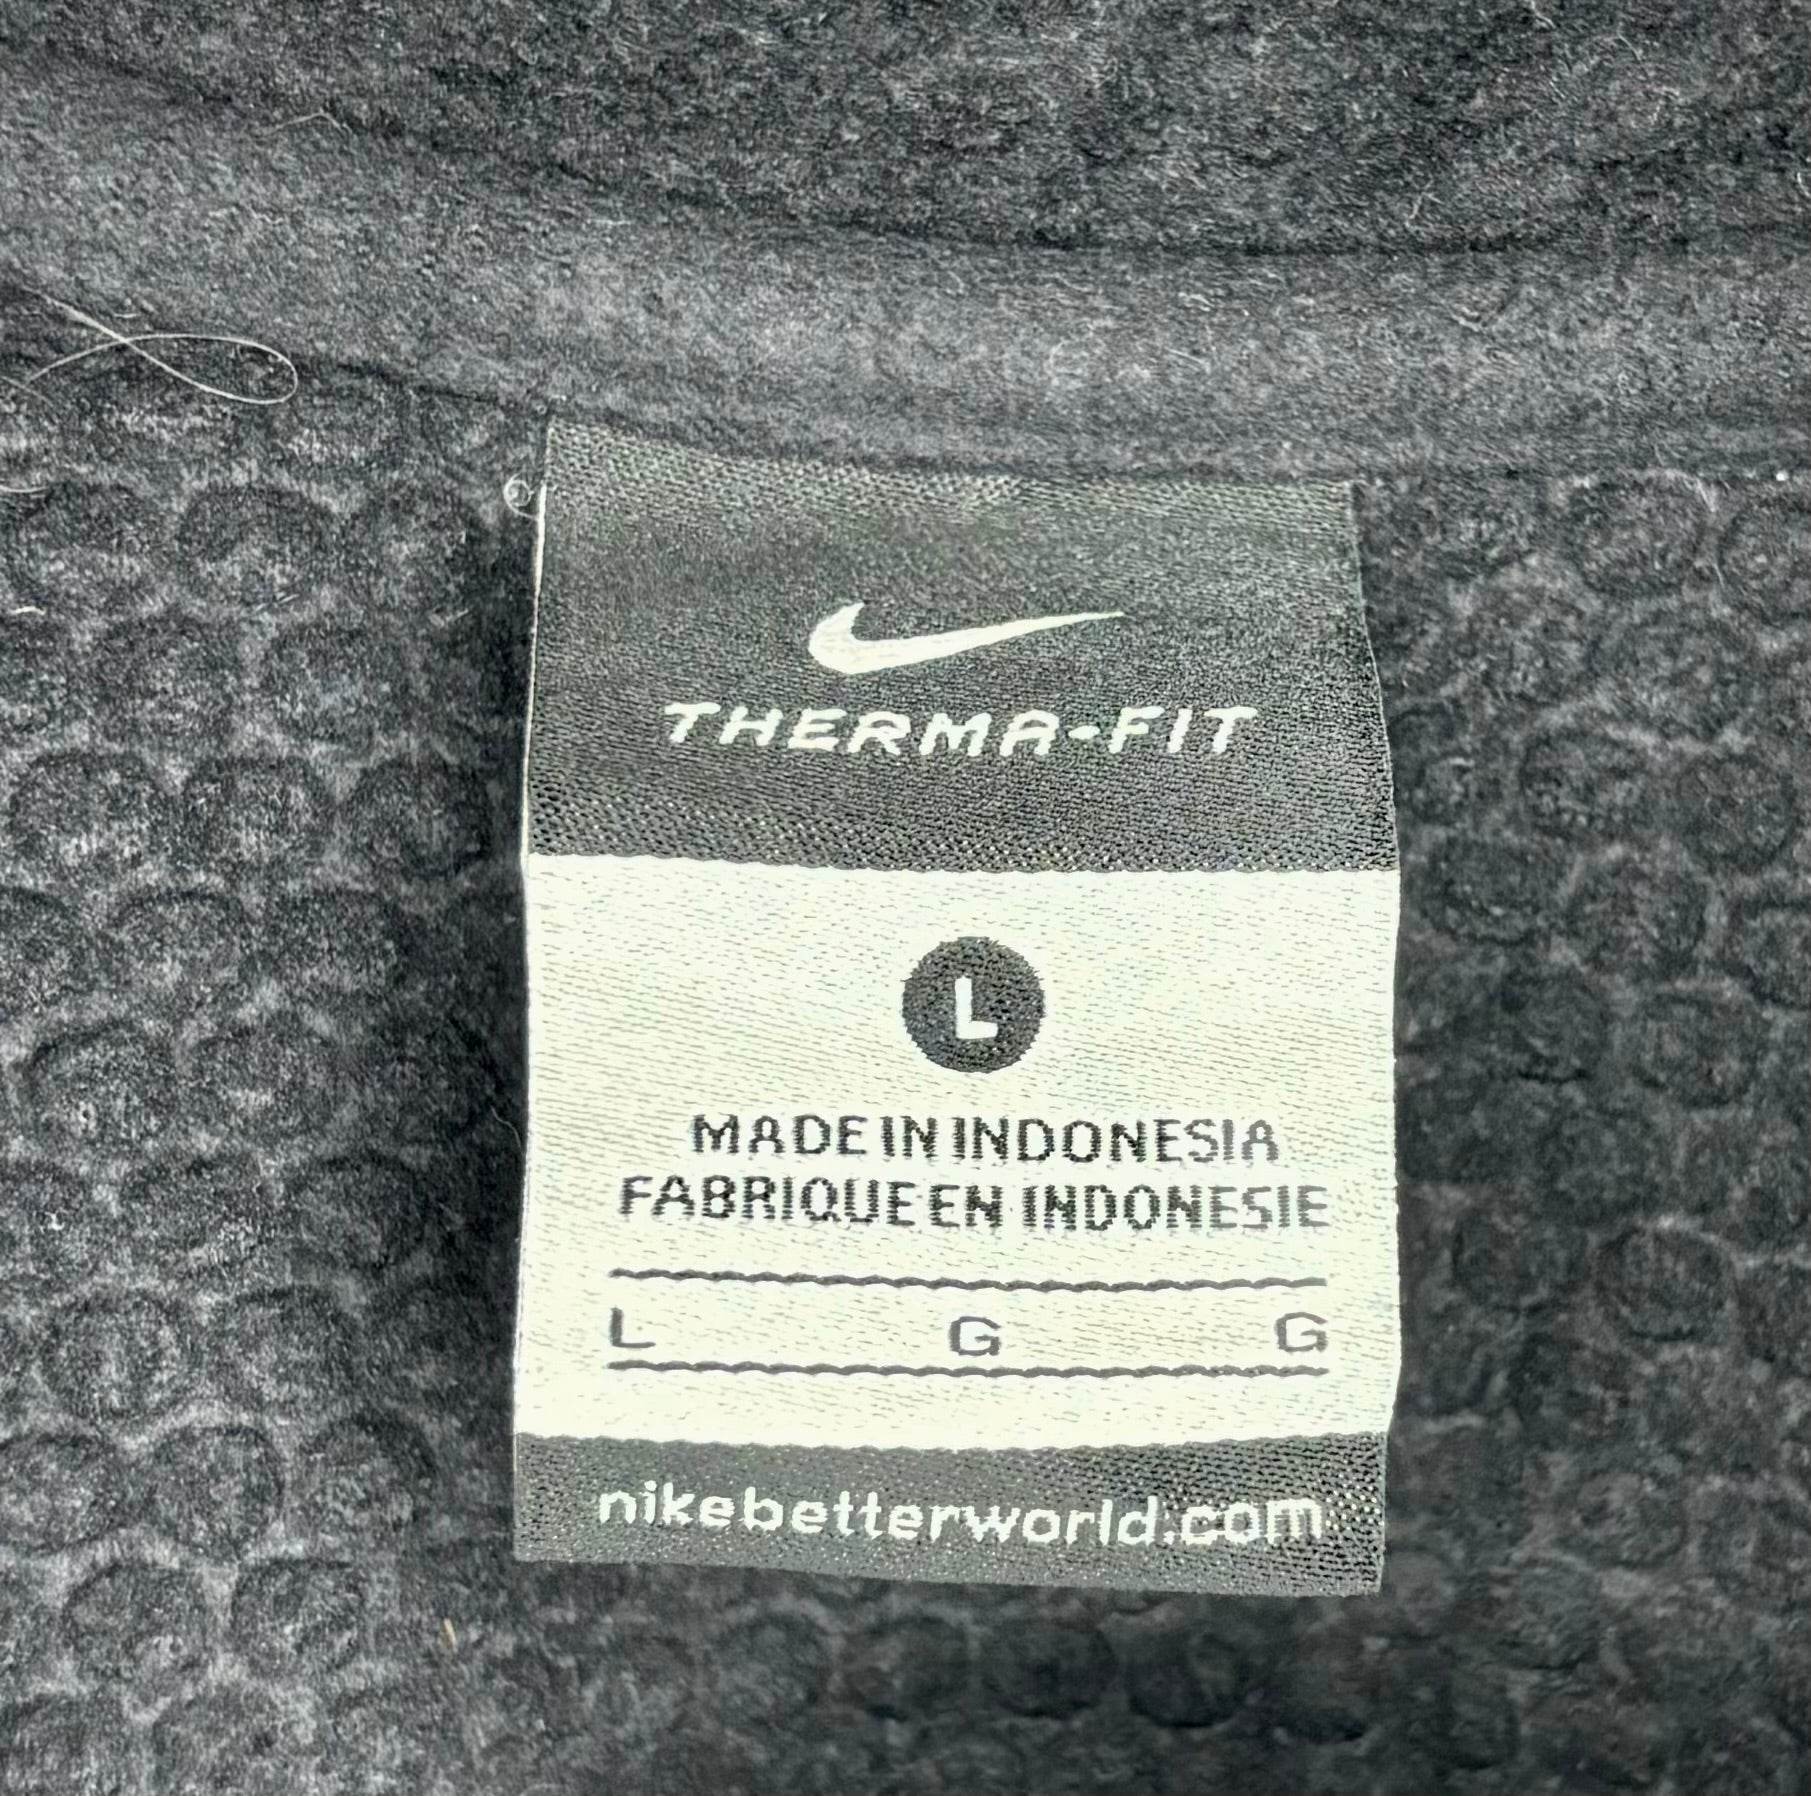 THERMA-FIT
L
MADE IN INDONESIA
FABRIQUE EN INDONESIE
L G G
nikebetterworld.com